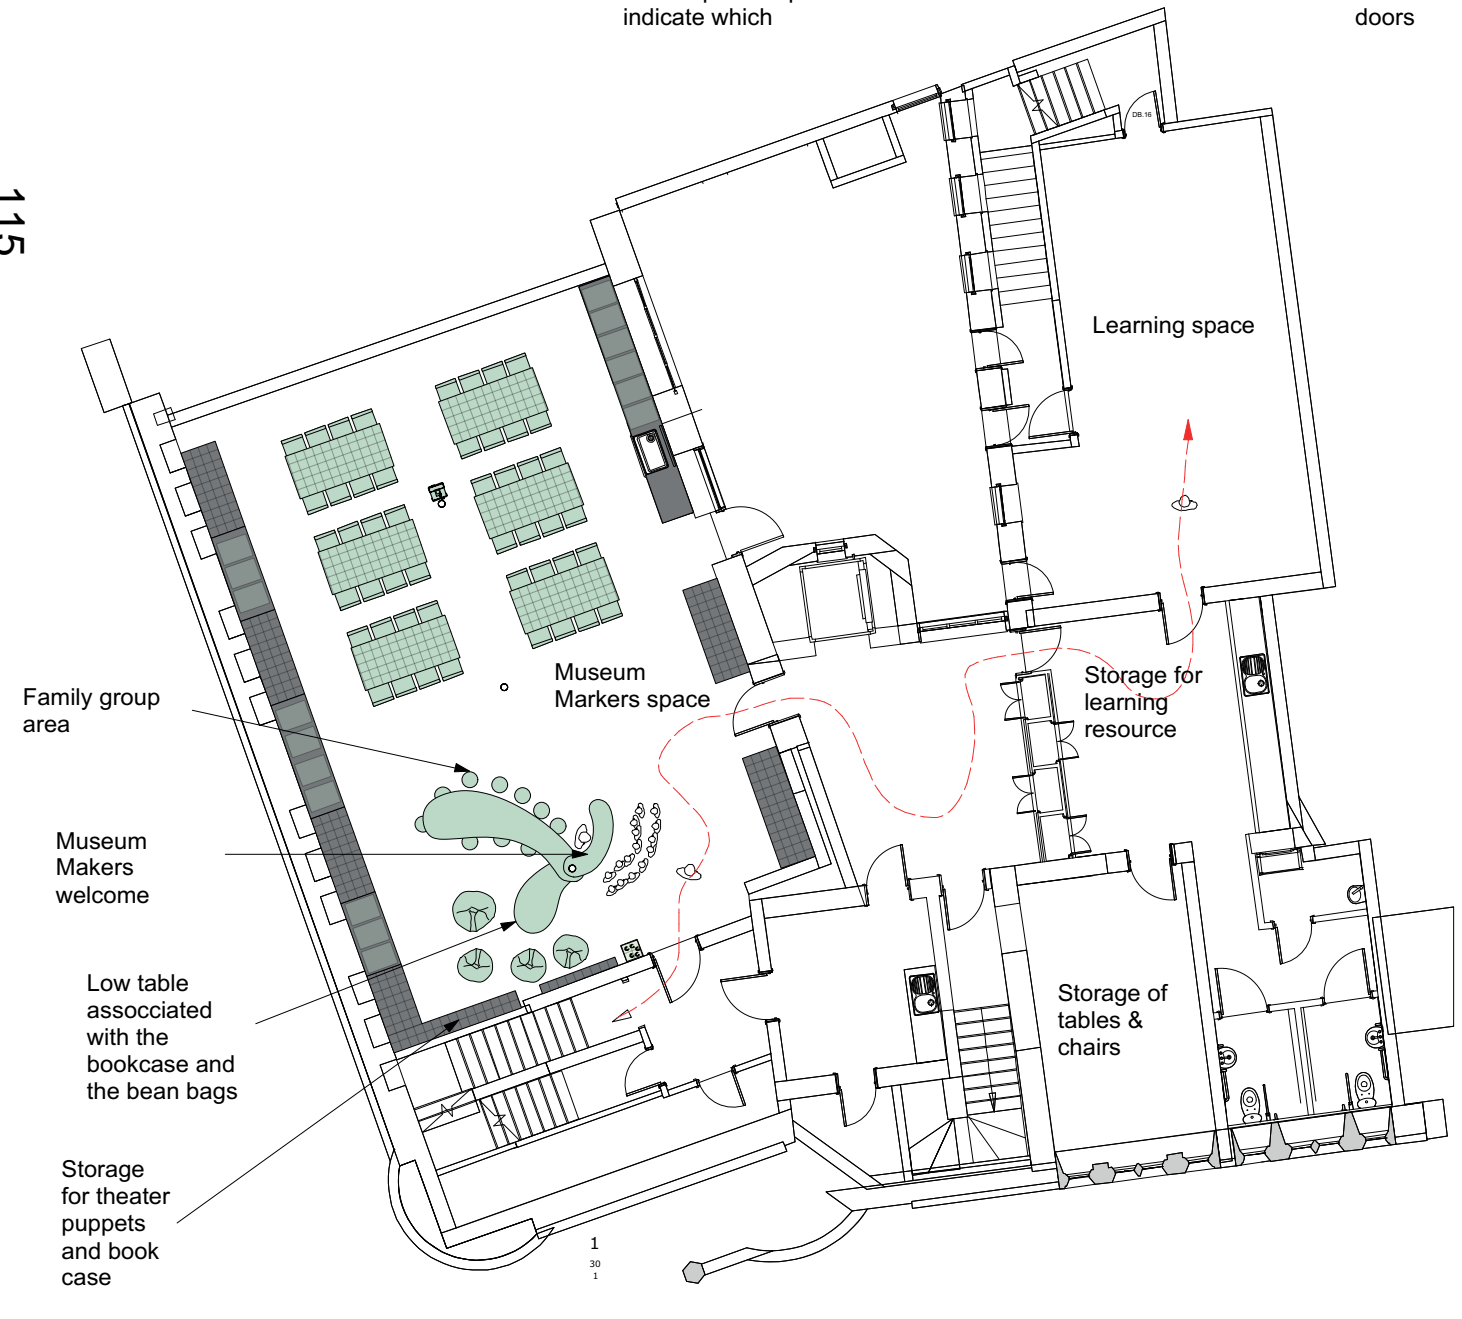 indicate which
doors
115
DB.16
Learning space
Museum
Markers space
Storage for
learning
resource
Family group
area
Museum
Makers
welcome
Low table
assocciated
with the
bookcase and
the bean bags
Storage of
tables &
chairs
Storage
for theater
puppets
and book
case
1
30
1